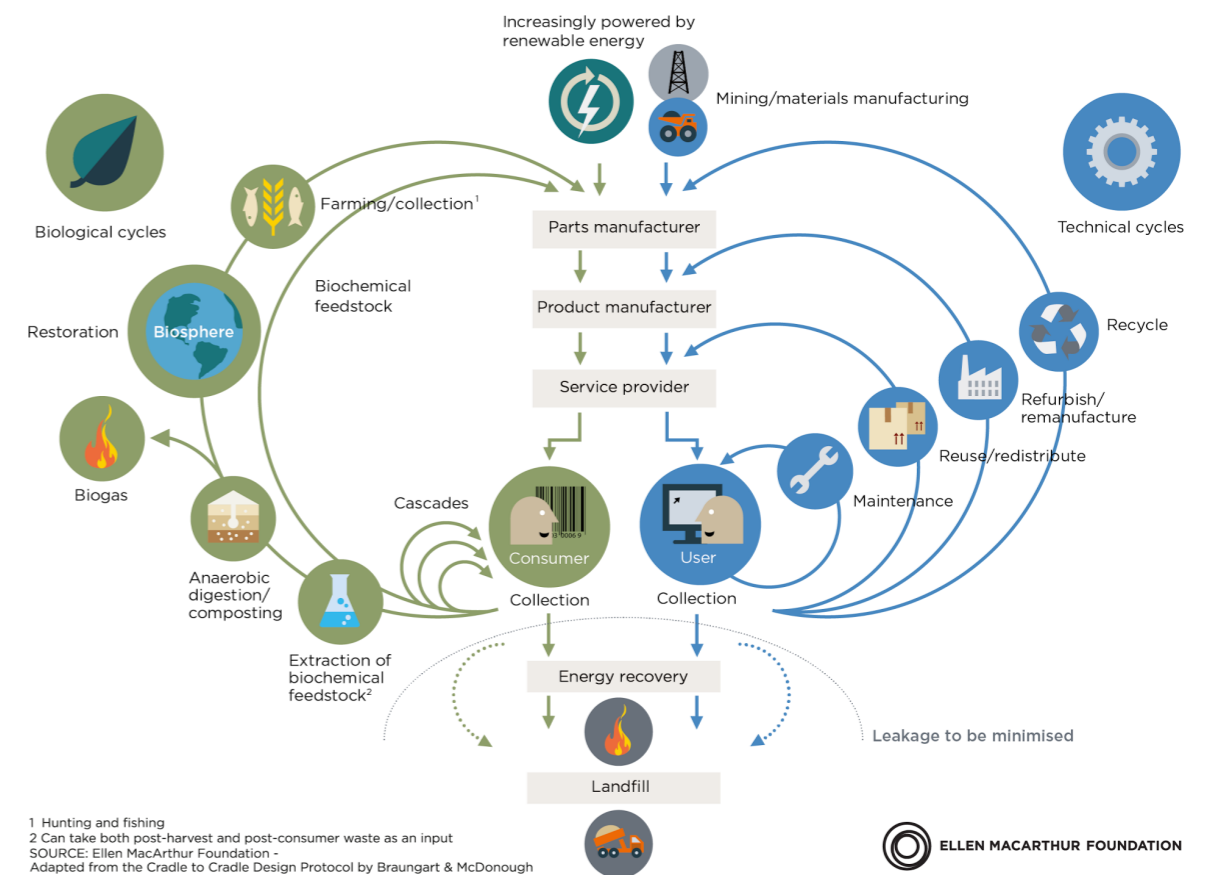 Increasingly powered by
renewable energy
Mining/materials manufacturing
Biological cycles
Technical cycles
Farming/collection¹
Parts manufacturer
Biochemical
feedstock
Product manufacturer
Restoration
Biosphere
Recycle
Service provider
Refurbish/
remanufacture
Biogas
Reuse/redistribute
Cascades
Maintenance
Consumer
User
Anaerobic
digestion/
composting
Collection
Collection
Extraction of
biochemical
feedstock²
Energy recovery
Leakage to be minimised
Landfill
1 Hunting and fishing
2 Can take both post-harvest and post-consumer waste as an input
SOURCE: Ellen MacArthur Foundation -
Adapted from the Cradle to Cradle Design Protocol by Braungart & McDonough
ELLEN MACARTHUR FOUNDATION